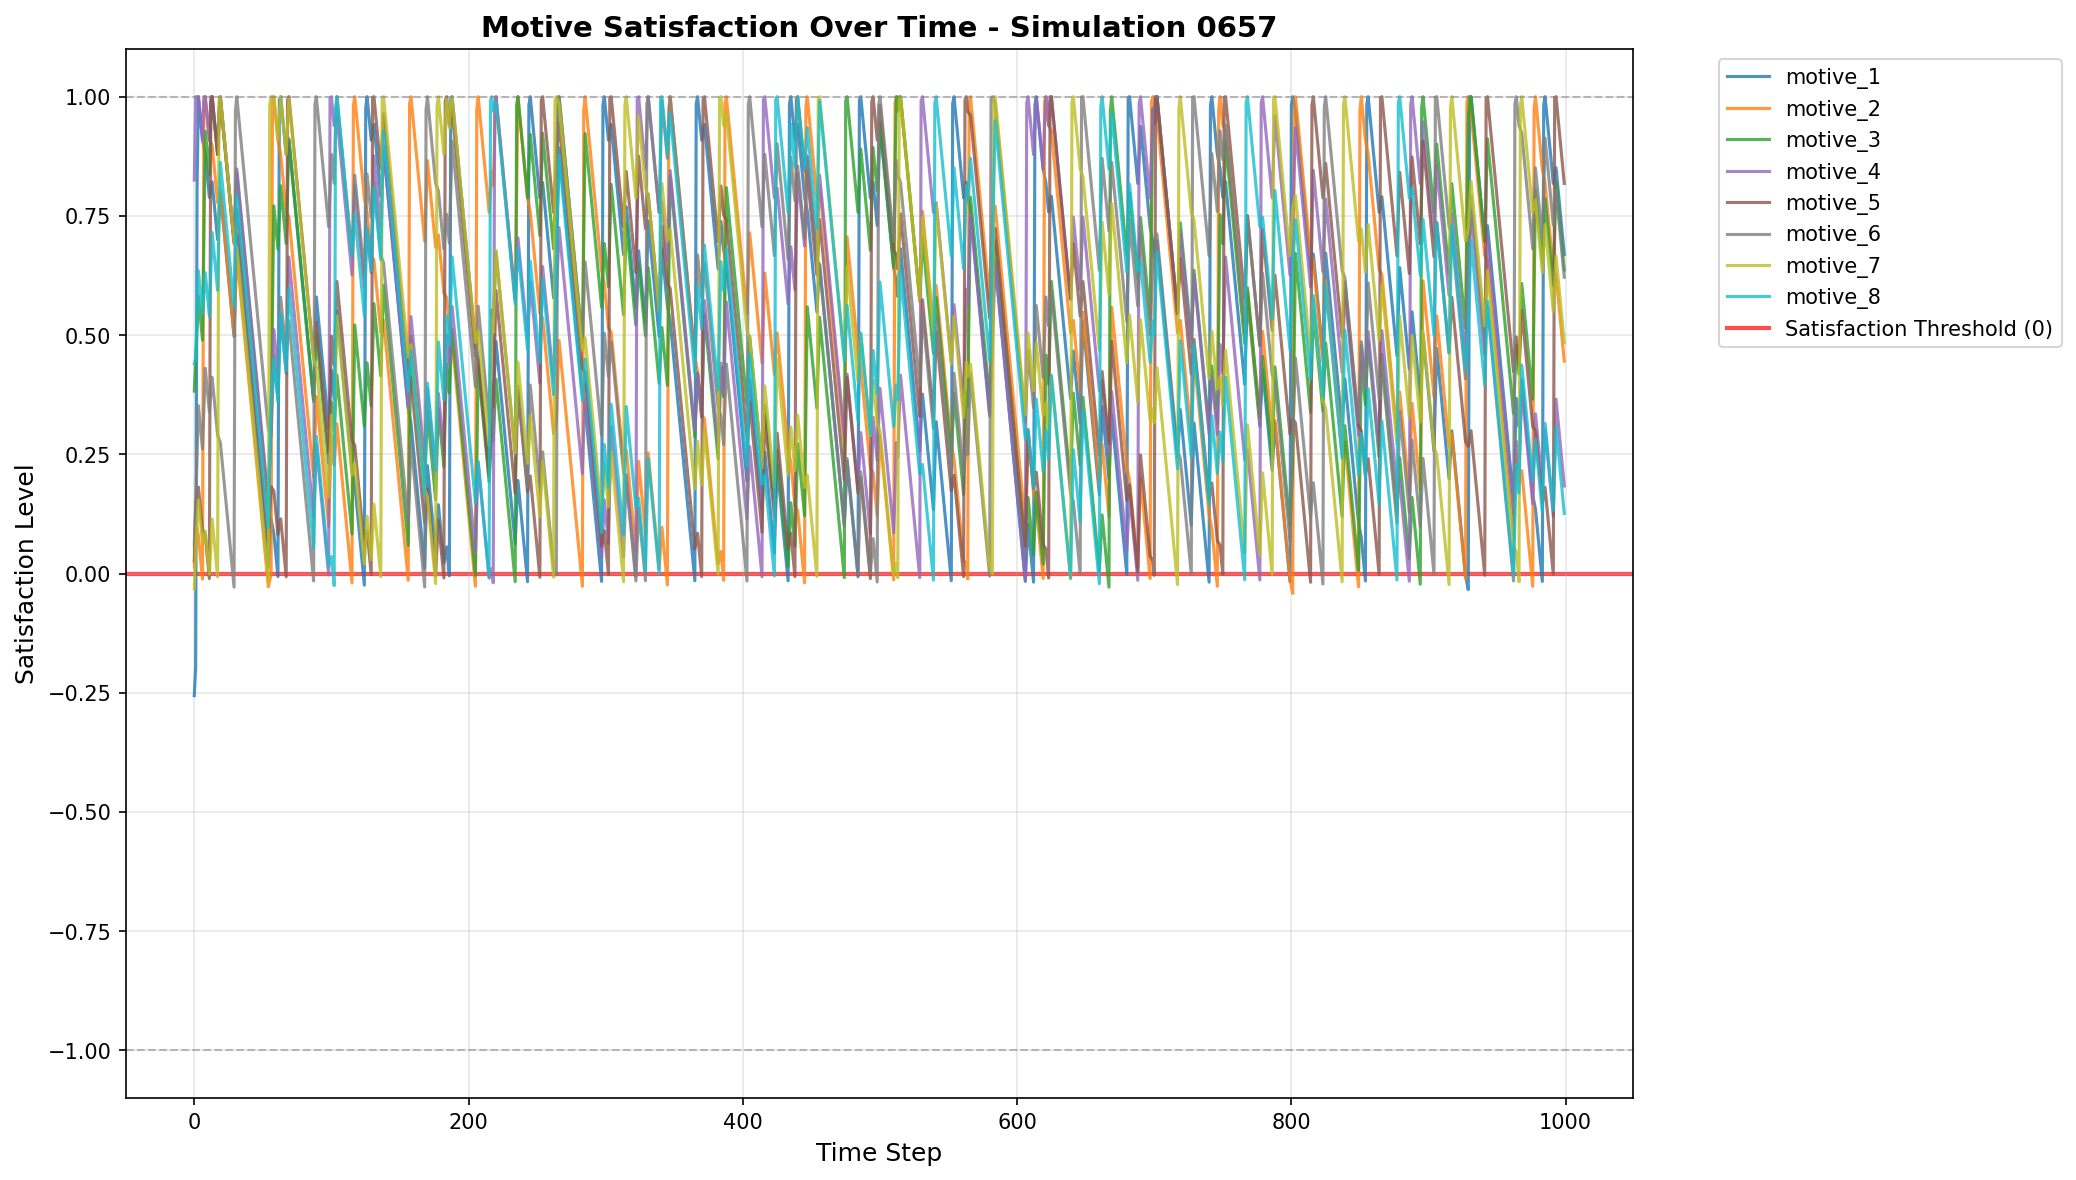 Motive Satisfaction Over Time - Simulation 0657
1.00
0.75
0.50
0.25
0.00
−0.25
−0.50
−0.75
−1.00
Satisfaction Level
0
200
400
600
800
1000
Time Step
motive_1
motive_2
motive_3
motive_4
motive_5
motive_6
motive_7
motive_8
Satisfaction Threshold (0)